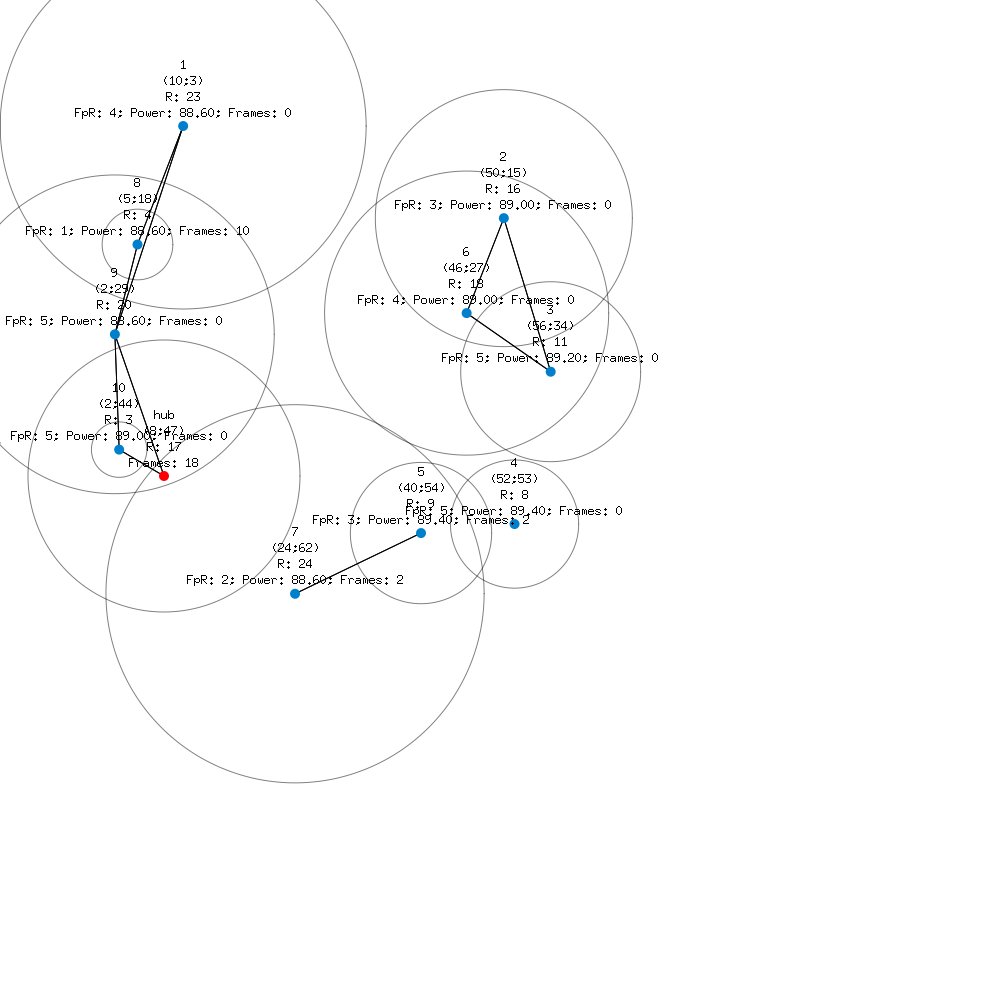 1
(10;3)
R: 23
FpR: 4; Power: 88.60; Frames: 0
2
(50;15)
R: 16
FpR: 3; Power: 89.00; Frames: 0
8
(5;18)
R: 4
FpR: 1; Power: 88.60; Frames: 10
6
(46;27)
R: 18
FpR: 4; Power: 89.00; Frames: 0
9
(2;29)
R: 20
FpR: 5; Power: 88.60; Frames: 0
3
(56;34)
R: 11
FpR: 5; Power: 89.20; Frames: 0
10
(2;44)
R: 3
FpR: 5; Power: 89.00; Frames: 0
hub
(8;47)
R: 17
Frames: 18
5
(40;54)
R: 9
FpR: 3; Power: 89.40; Frames: 2
4
(52;53)
R: 8
FpR: 5; Power: 89.40; Frames: 0
7
(24;62)
R: 24
FpR: 2; Power: 88.60; Frames: 2